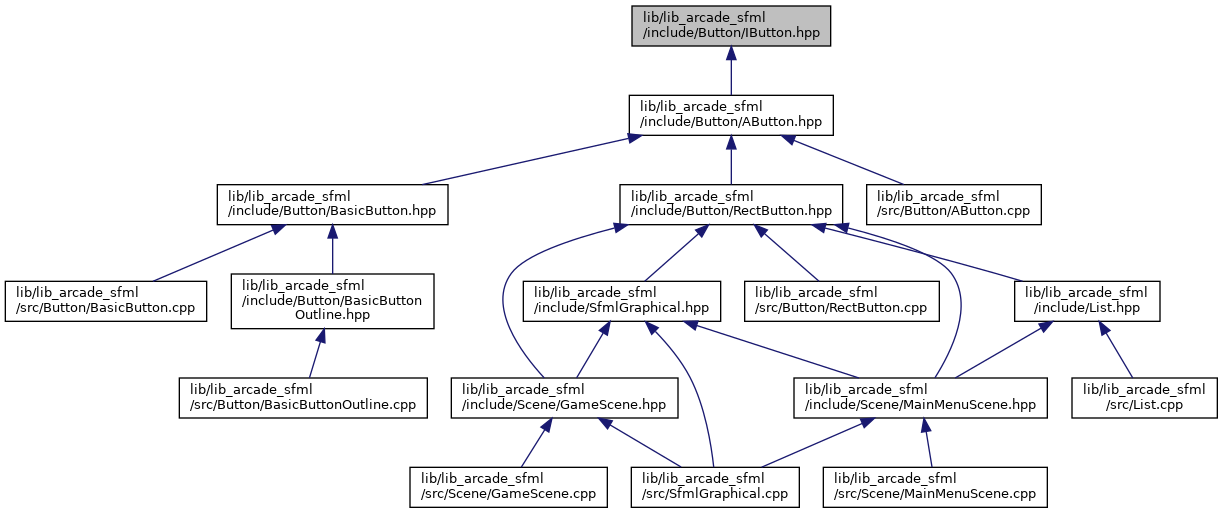 lib/lib_arcade_sfml
/include/Button/IButton.hpp
lib/lib_arcade_sfml
/include/Button/AButton.hpp
lib/lib_arcade_sfml
/include/Button/BasicButton.hpp
lib/lib_arcade_sfml
/include/Button/RectButton.hpp
lib/lib_arcade_sfml
/src/Button/AButton.cpp
lib/lib_arcade_sfml
/src/Button/BasicButton.cpp
lib/lib_arcade_sfml
/include/Button/BasicButton
Outline.hpp
lib/lib_arcade_sfml
/include/SfmlGraphical.hpp
lib/lib_arcade_sfml
/src/Button/RectButton.cpp
lib/lib_arcade_sfml
/include/List.hpp
lib/lib_arcade_sfml
/src/Button/BasicButtonOutline.cpp
lib/lib_arcade_sfml
/include/Scene/GameScene.hpp
lib/lib_arcade_sfml
/include/Scene/MainMenuScene.hpp
lib/lib_arcade_sfml
/src/List.cpp
lib/lib_arcade_sfml
/src/Scene/GameScene.cpp
lib/lib_arcade_sfml
/src/SfmlGraphical.cpp
lib/lib_arcade_sfml
/src/Scene/MainMenuScene.cpp